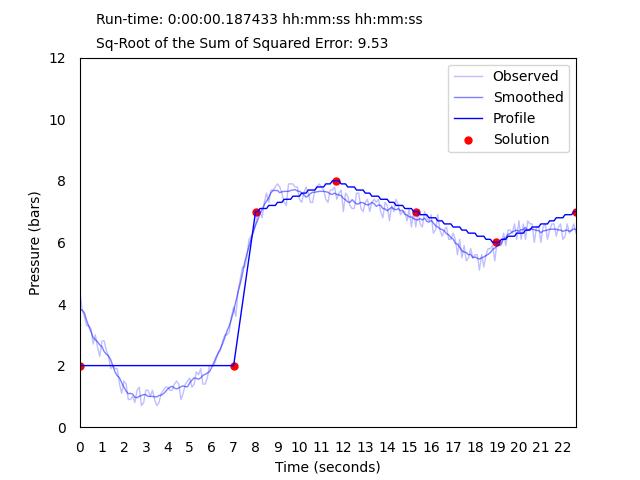 Run-time: 0:00:00.187433 hh:mm:ss hh:mm:ss
Sq-Root of the Sum of Squared Error: 9.53
12
10
8
6
4
2
0
Pressure (bars)
Observed
Smoothed
Profile
Solution
0 1 2 3 4 5 6 7 8 9 10 11 12 13 14 15 16 17 18 19 20 21 22
Time (seconds)